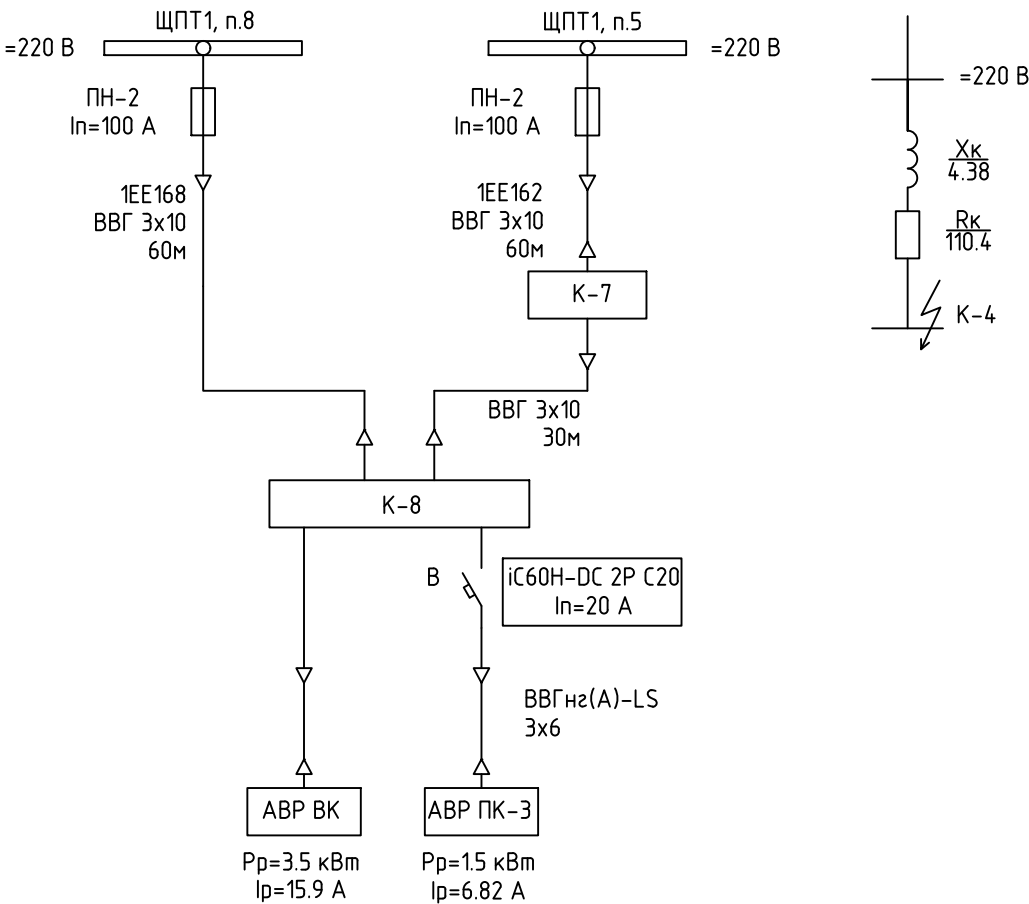 ЩПТ1, п.8
=220 В
ПН-2
In=100 А
1ЕЕ168
ВВГ 3х10
60м
ЩПТ1, п.5
=220 В
ПН-2
In=100 А
1ЕЕ162
ВВГ 3х10
60м
К-7
ВВГ 3х10
30м
К-8
В
iC60H-DC 2P C20
In=20 А
ВВГнг(А)-LS
3х6
АВР ВК
Рр=3.5 кВт
Iр=15.9 А
АВР ПК-3
Рр=1.5 кВт
Iр=6.82 А
=220 В
Хк
4.38
Rк
110.4
К-4